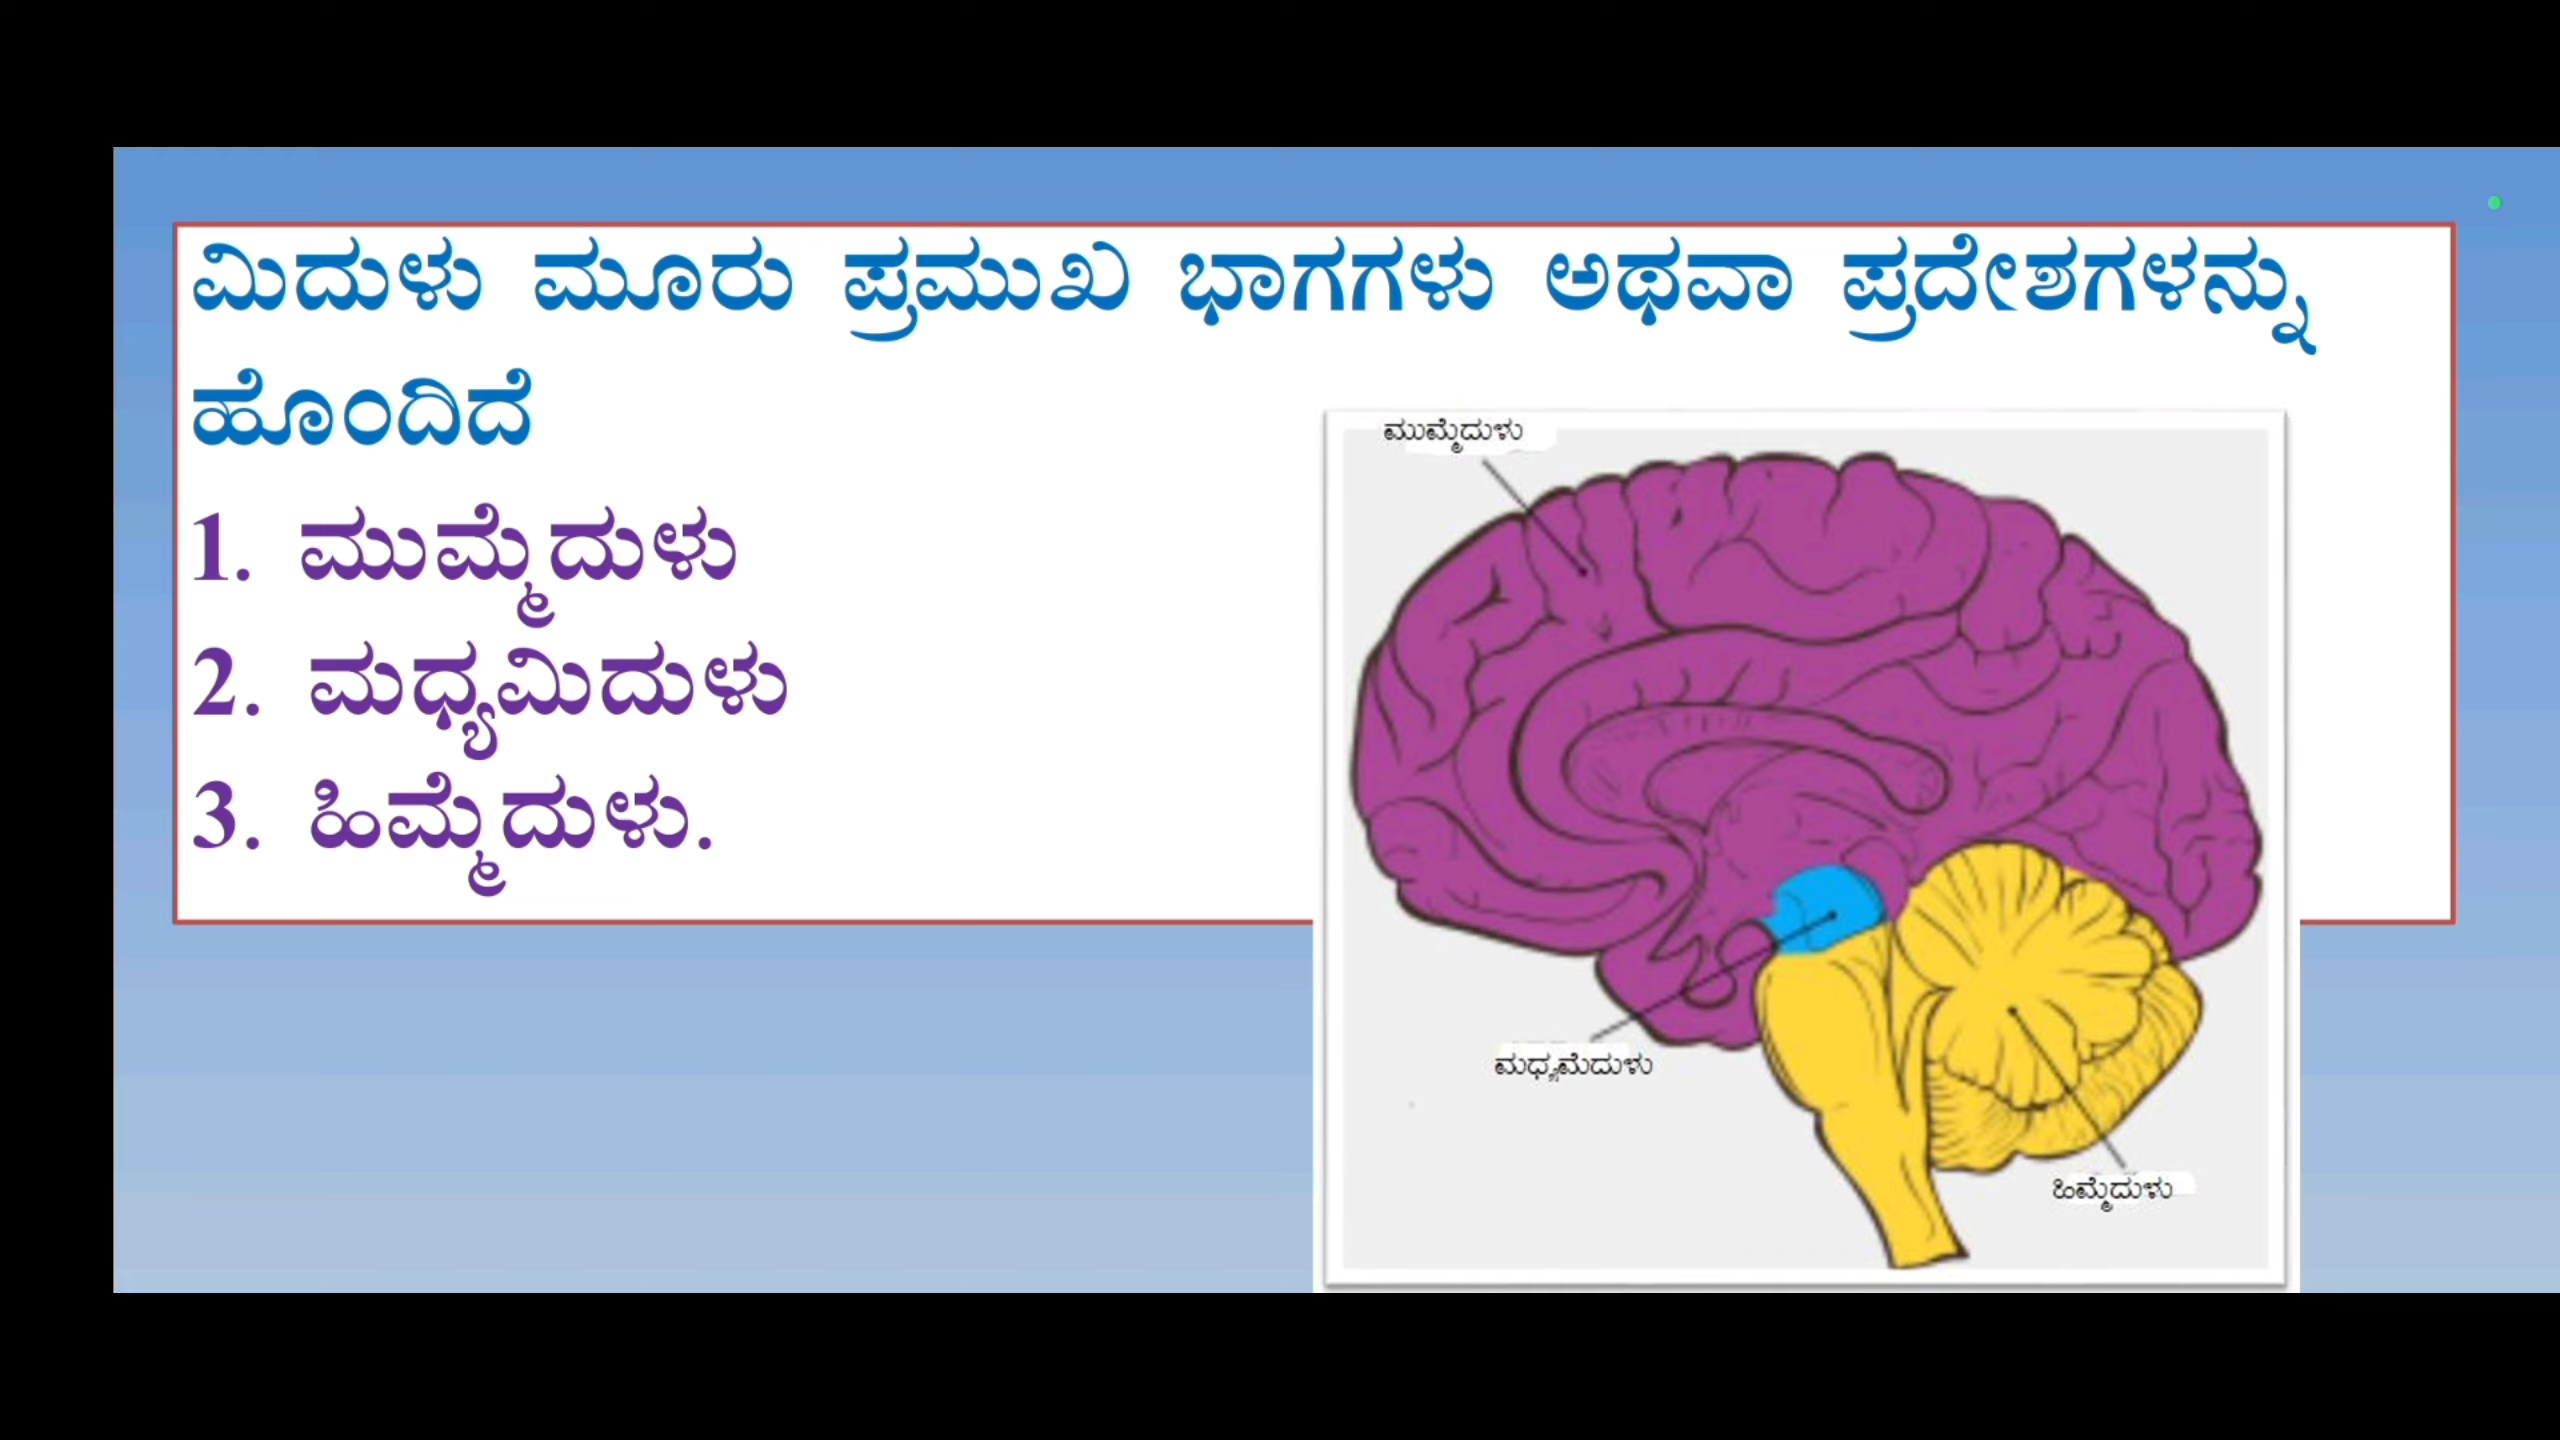 ಮಿದುಳು ಮೂರು ಪ್ರಮುಖ ಭಾಗಗಳು ಅಥವಾ ಪ್ರದೇಶಗಳನ್ನು
ಹೊಂದಿದೆ
1. ಮುಮ್ಮೆದುಳು
2. ಮಧ್ಯಮಿದುಳು
3. ಹಿಮ್ಮೆದುಳು.
ಮುಮ್ಮೆದುಳು
ಮಧ್ಯಮೆದುಳು
ಹಿಮ್ಮೆದುಳು